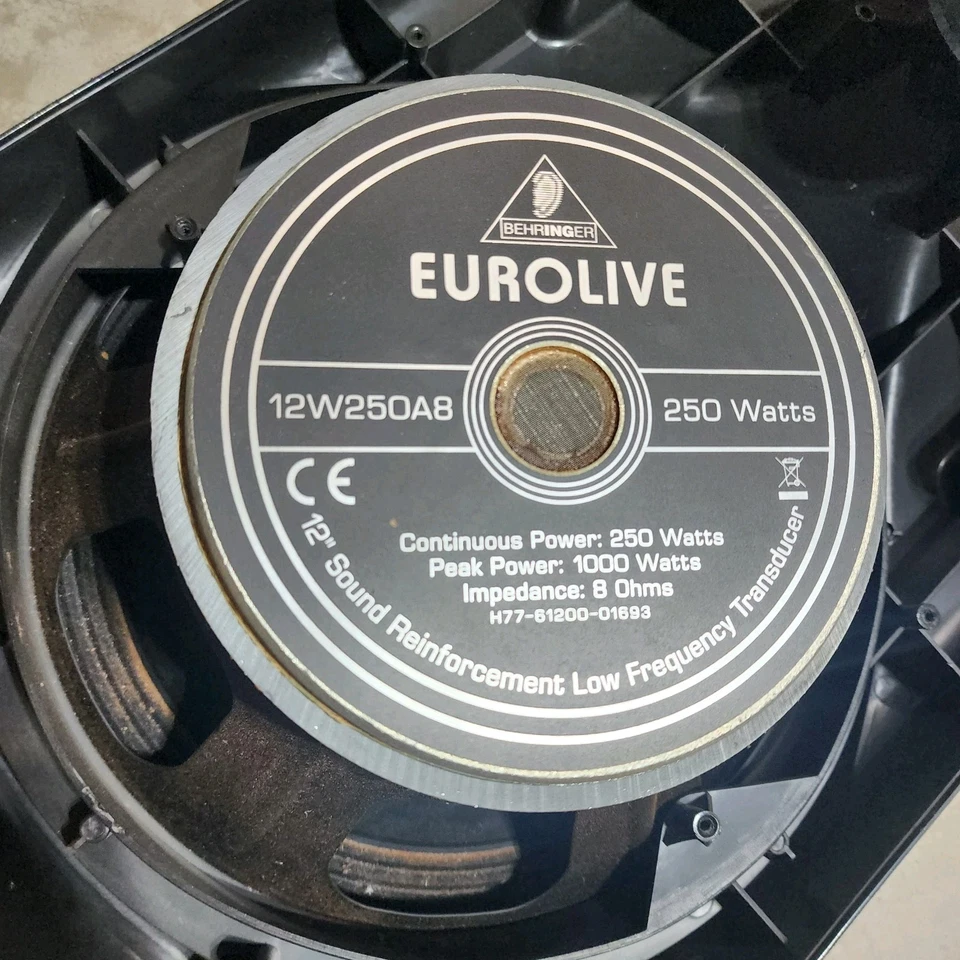 BEHRINGER
EUROLIVE
12W250A8
250 Watts
CE
Continuous Power: 250 Watts
Peak Power: 1000 Watts
Impedance: 8 Ohms
H77-61200-01693
12" Sound Reinforcement Low Frequency Transducer